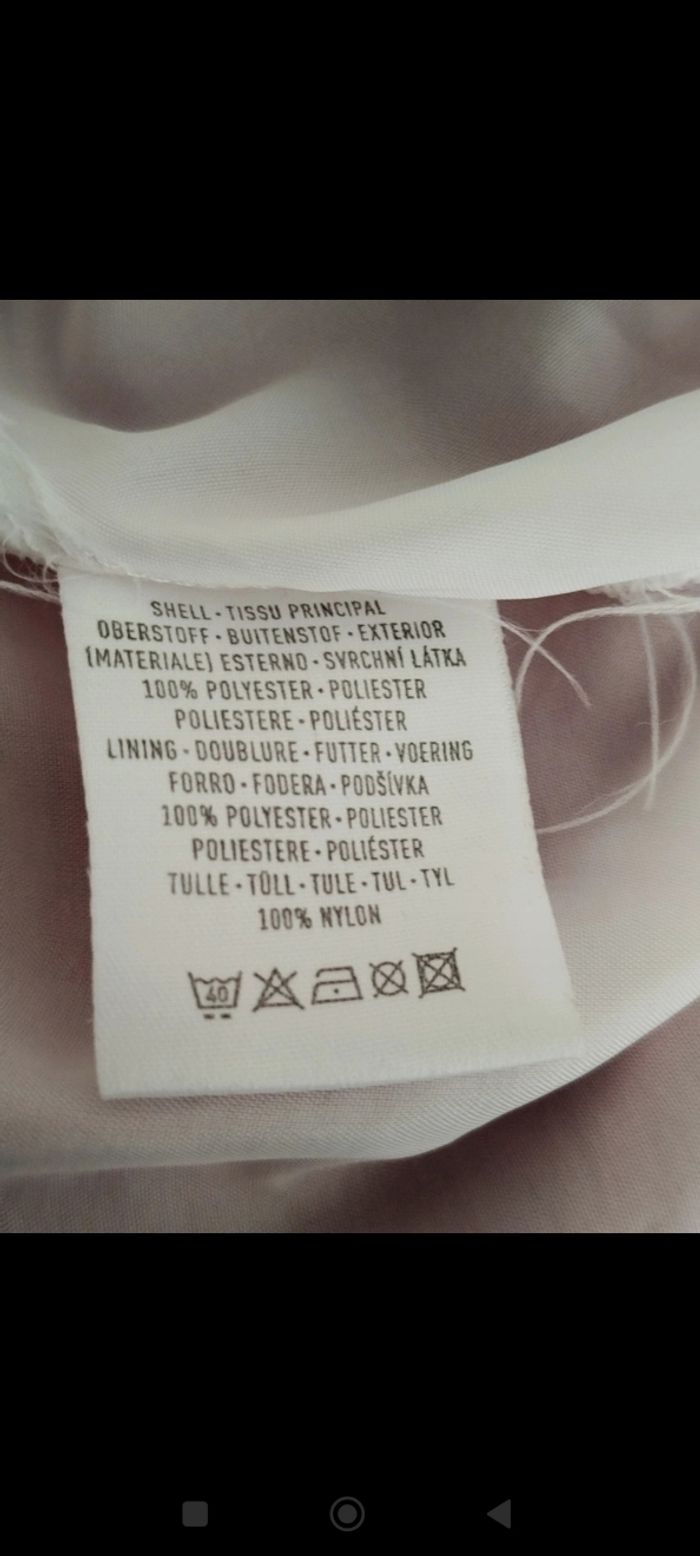 SHELL • TISSU PRINCIPAL
OBERSTOFF • BUITENSTOF • EXTERIOR
(MATERIALE) ESTERNO • SVRCHNÍ LÁTKA
100% POLYESTER • POLIESTER
POLIESTERE • POLIÉSTER
LINING • DOUBLURE • FUTTER • VOERING
FORRO • FODERA • PODŠÍVKA
100% POLYESTER • POLIESTER
POLIESTERE • POLIÉSTER
TULLE • TÜLL • TULE • TUL • TYL
100% NYLON
40